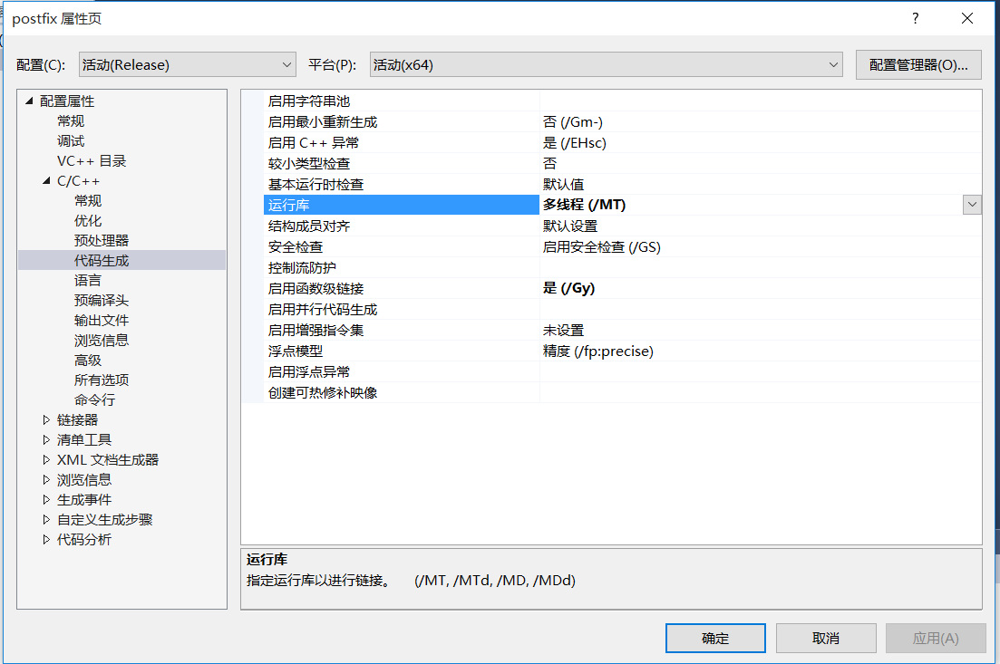 postfix 属性页
?
配置(C):
活动(Release)
平台(P):
活动(x64)
配置管理器(O)...
配置属性
常规
调试
VC++ 目录
C/C++
常规
优化
预处理器
代码生成
语言
预编译头
输出文件
浏览信息
高级
所有选项
命令行
链接器
清单工具
XML 文档生成器
浏览信息
生成事件
自定义生成步骤
代码分析
启用字符串池
启用最小重新生成 否 (/Gm-)
启用 C++ 异常 是 (/EHsc)
较小类型检查 否
基本运行时检查 默认值
运行库 多线程 (/MT)
结构成员对齐 默认设置
安全检查 启用安全检查 (/GS)
控制流防护
启用函数级链接 是 (/Gy)
启用并行代码生成
启用增强指令集 未设置
浮点模型 精度 (/fp:precise)
启用浮点异常
创建可热修补映像
运行库
指定运行库以进行链接。 (/MT, /MTd, /MD, /MDd)
确定
取消
应用(A)